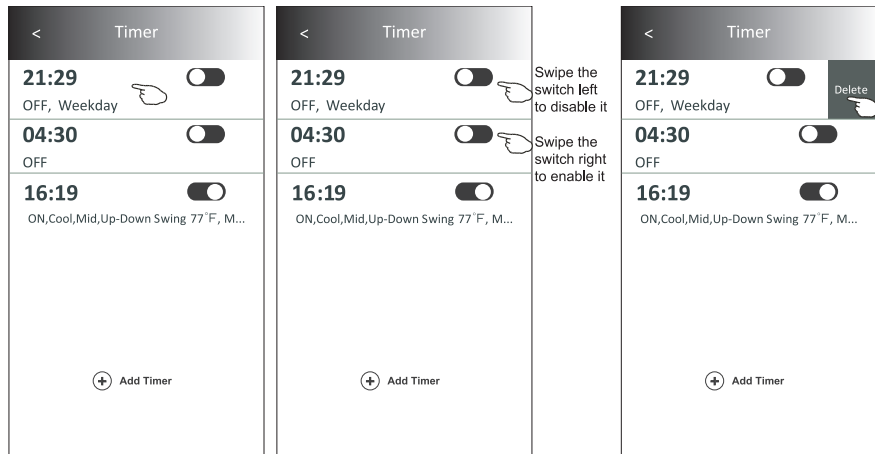 < Timer
21:29
OFF, Weekday
04:30
OFF
16:19
ON,Cool,Mid,Up-Down Swing 77°F, M...
Add Timer
< Timer
21:29
OFF, Weekday
04:30
OFF
16:19
ON,Cool,Mid,Up-Down Swing 77°F, M...
Add Timer
Swipe the
switch left
to disable it
Swipe the
switch right
to enable it
< Timer
21:29
OFF, Weekday
Delete
04:30
OFF
16:19
ON,Cool,Mid,Up-Down Swing 77°F, M...
Add Timer